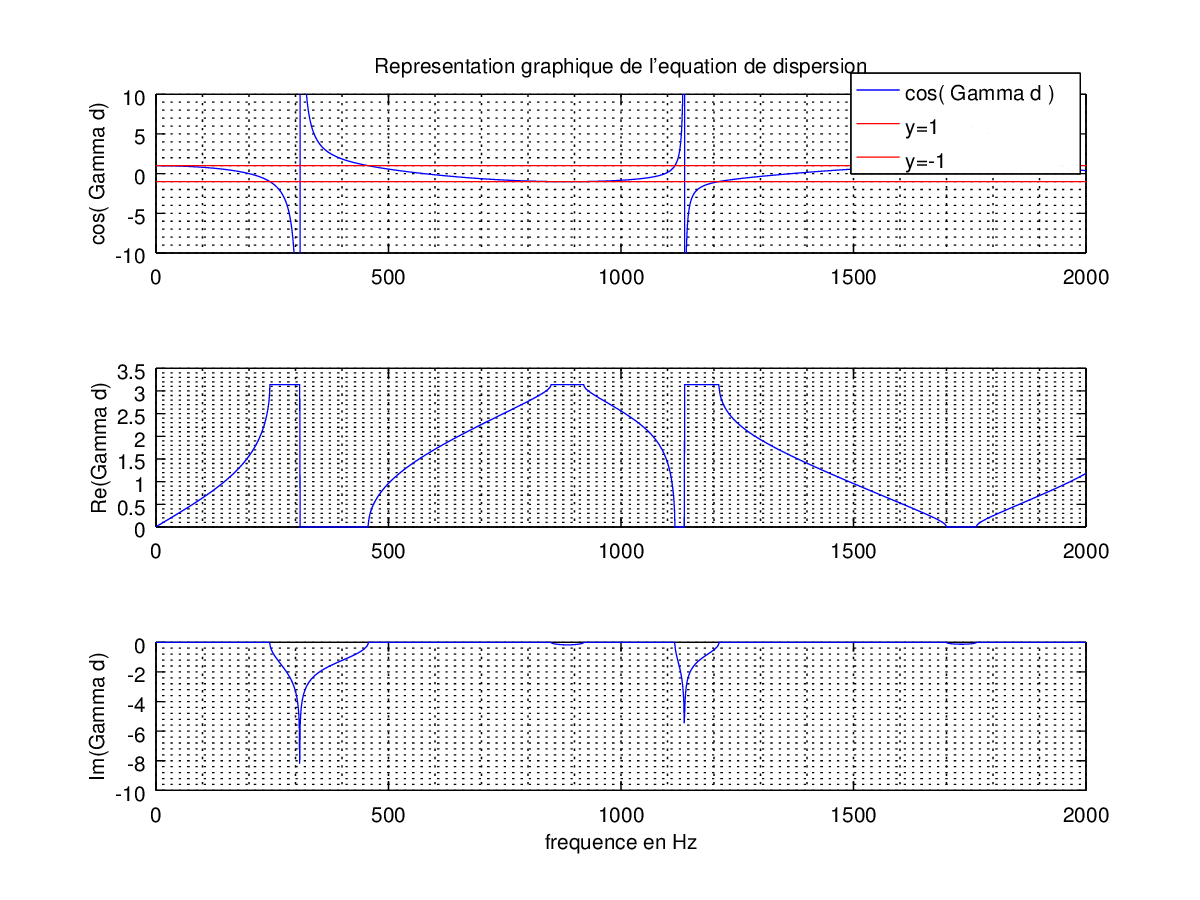 Representation graphique de l'equation de dispersion
cos( Gamma d )
y=1
y=-1
cos( Gamma d)
10
5
0
-5
-10
0 500 1000 1500 2000
Re(Gamma d)
3.5
3
2.5
2
1.5
1
0.5
0
0 500 1000 1500 2000
Im(Gamma d)
0
-2
-4
-6
-8
-10
0 500 1000 1500 2000
frequence en Hz